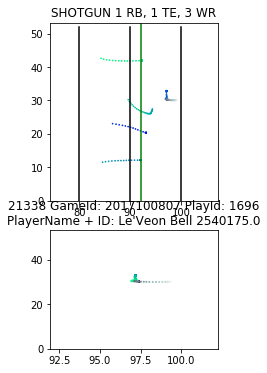 SHOTGUN 1 RB, 1 TE, 3 WR
50
40
30
20
10
0
80 90 100
21338 GameId: 2017100807 PlayId: 1696
PlayerName + ID: Le'Veon Bell 2540175.0
40
20
0
92.5 95.0 97.5 100.0